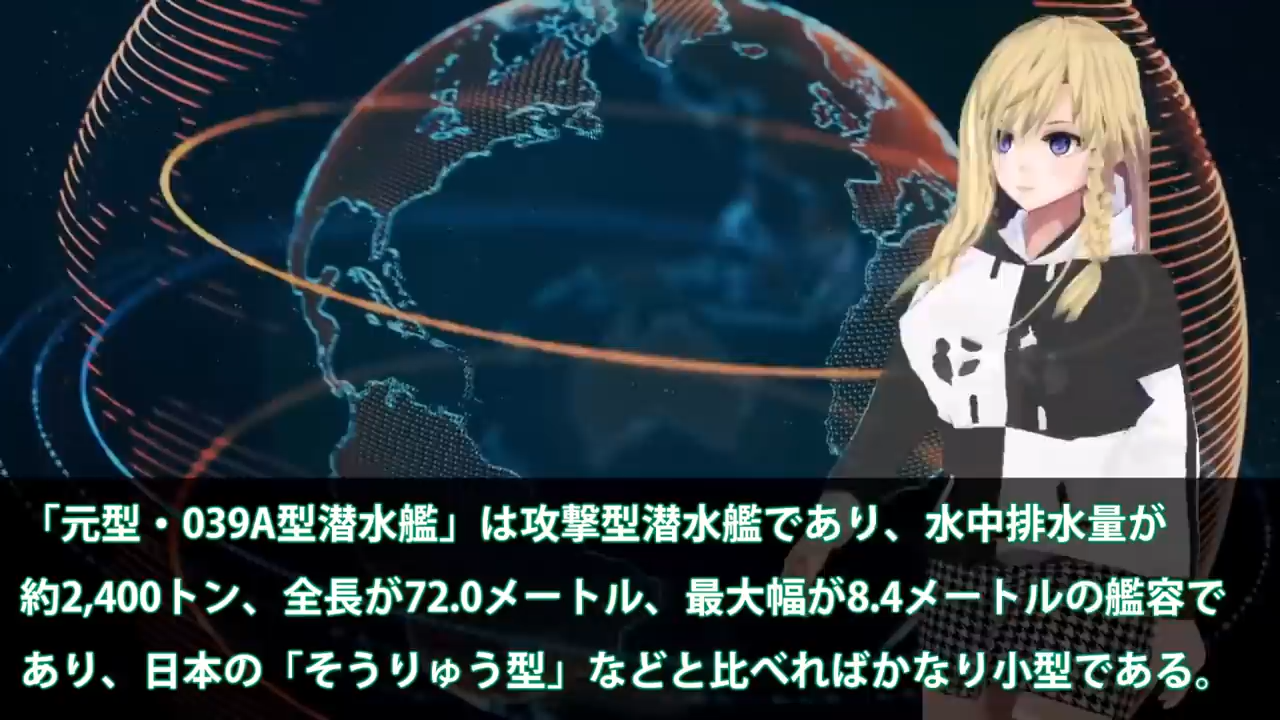 「元型・039A型潜水艦」は攻撃型潜水艦であり、水中排水量が
約2,400トン、全長が72.0メートル、最大幅が8.4メートルの艦容で
あり、日本の「そうりゅう型」などと比べればかなり小型である。